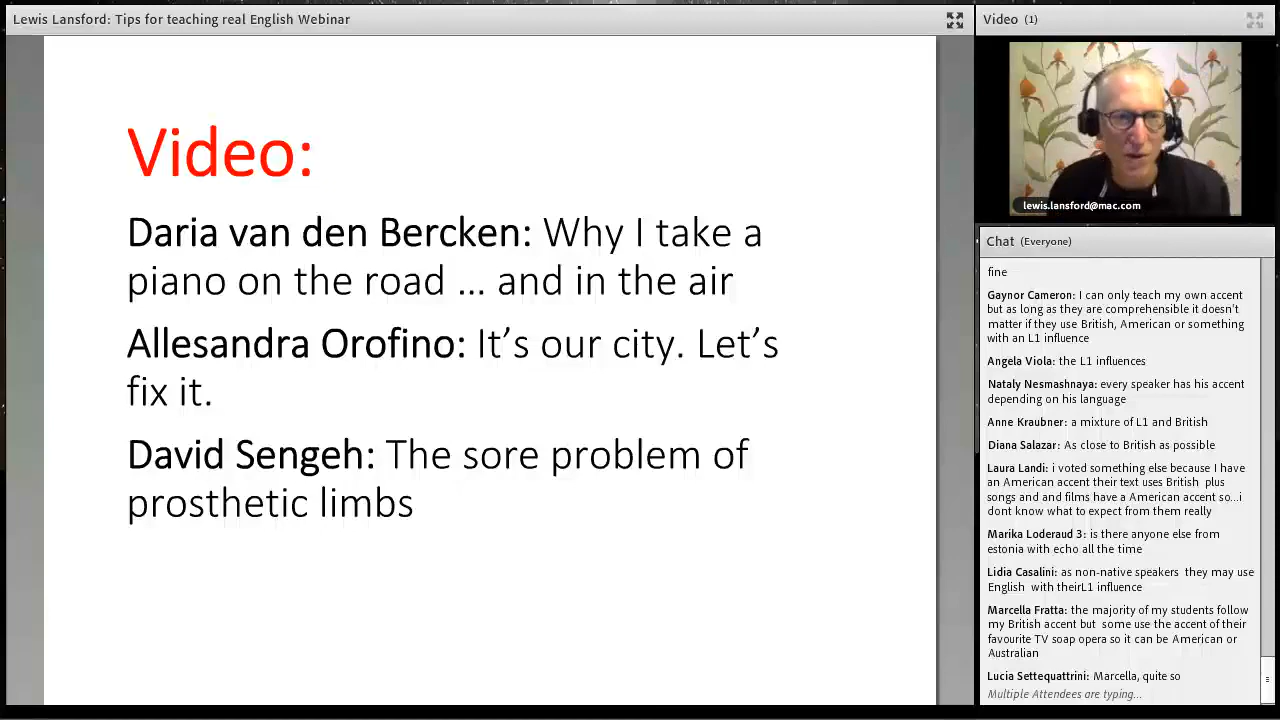 Lewis Lansford: Tips for teaching real English Webinar
Video:
Daria van den Bercken: Why I take a
piano on the road … and in the air
Allesandra Orofino: It’s our city. Let’s
fix it.
David Sengeh: The sore problem of
prosthetic limbs
Video (1)
lewis.lansford@mac.com
Chat (Everyone)
fine
Gaynor Cameron: I can only teach my own accent
but as long as they are comprehensible it doesn't
matter if they use British, American or something
with an L1 influence
Angela Viola: the L1 influences
Nataly Nesmashnaya: every speaker has his accent
depending on his language
Anne Kraubner: a mixture of L1 and British
Diana Salazar: As close to British as possible
Laura Landi: i voted something else because I have
an American accent their text uses British plus
songs and and films have a American accent so...i
dont know what to expect from them really
Marika Loderaud 3: is there anyone else from
estonia with echo all the time
Lidia Casalini: as non-native speakers they may use
English with theirL1 influence
Marcella Fratta: the majority of my students follow
my British accent but some use the accent of their
favourite TV soap opera so it can be American or
Australian
Lucia Settequattrini: Marcella, quite so
Multiple Attendees are typing...